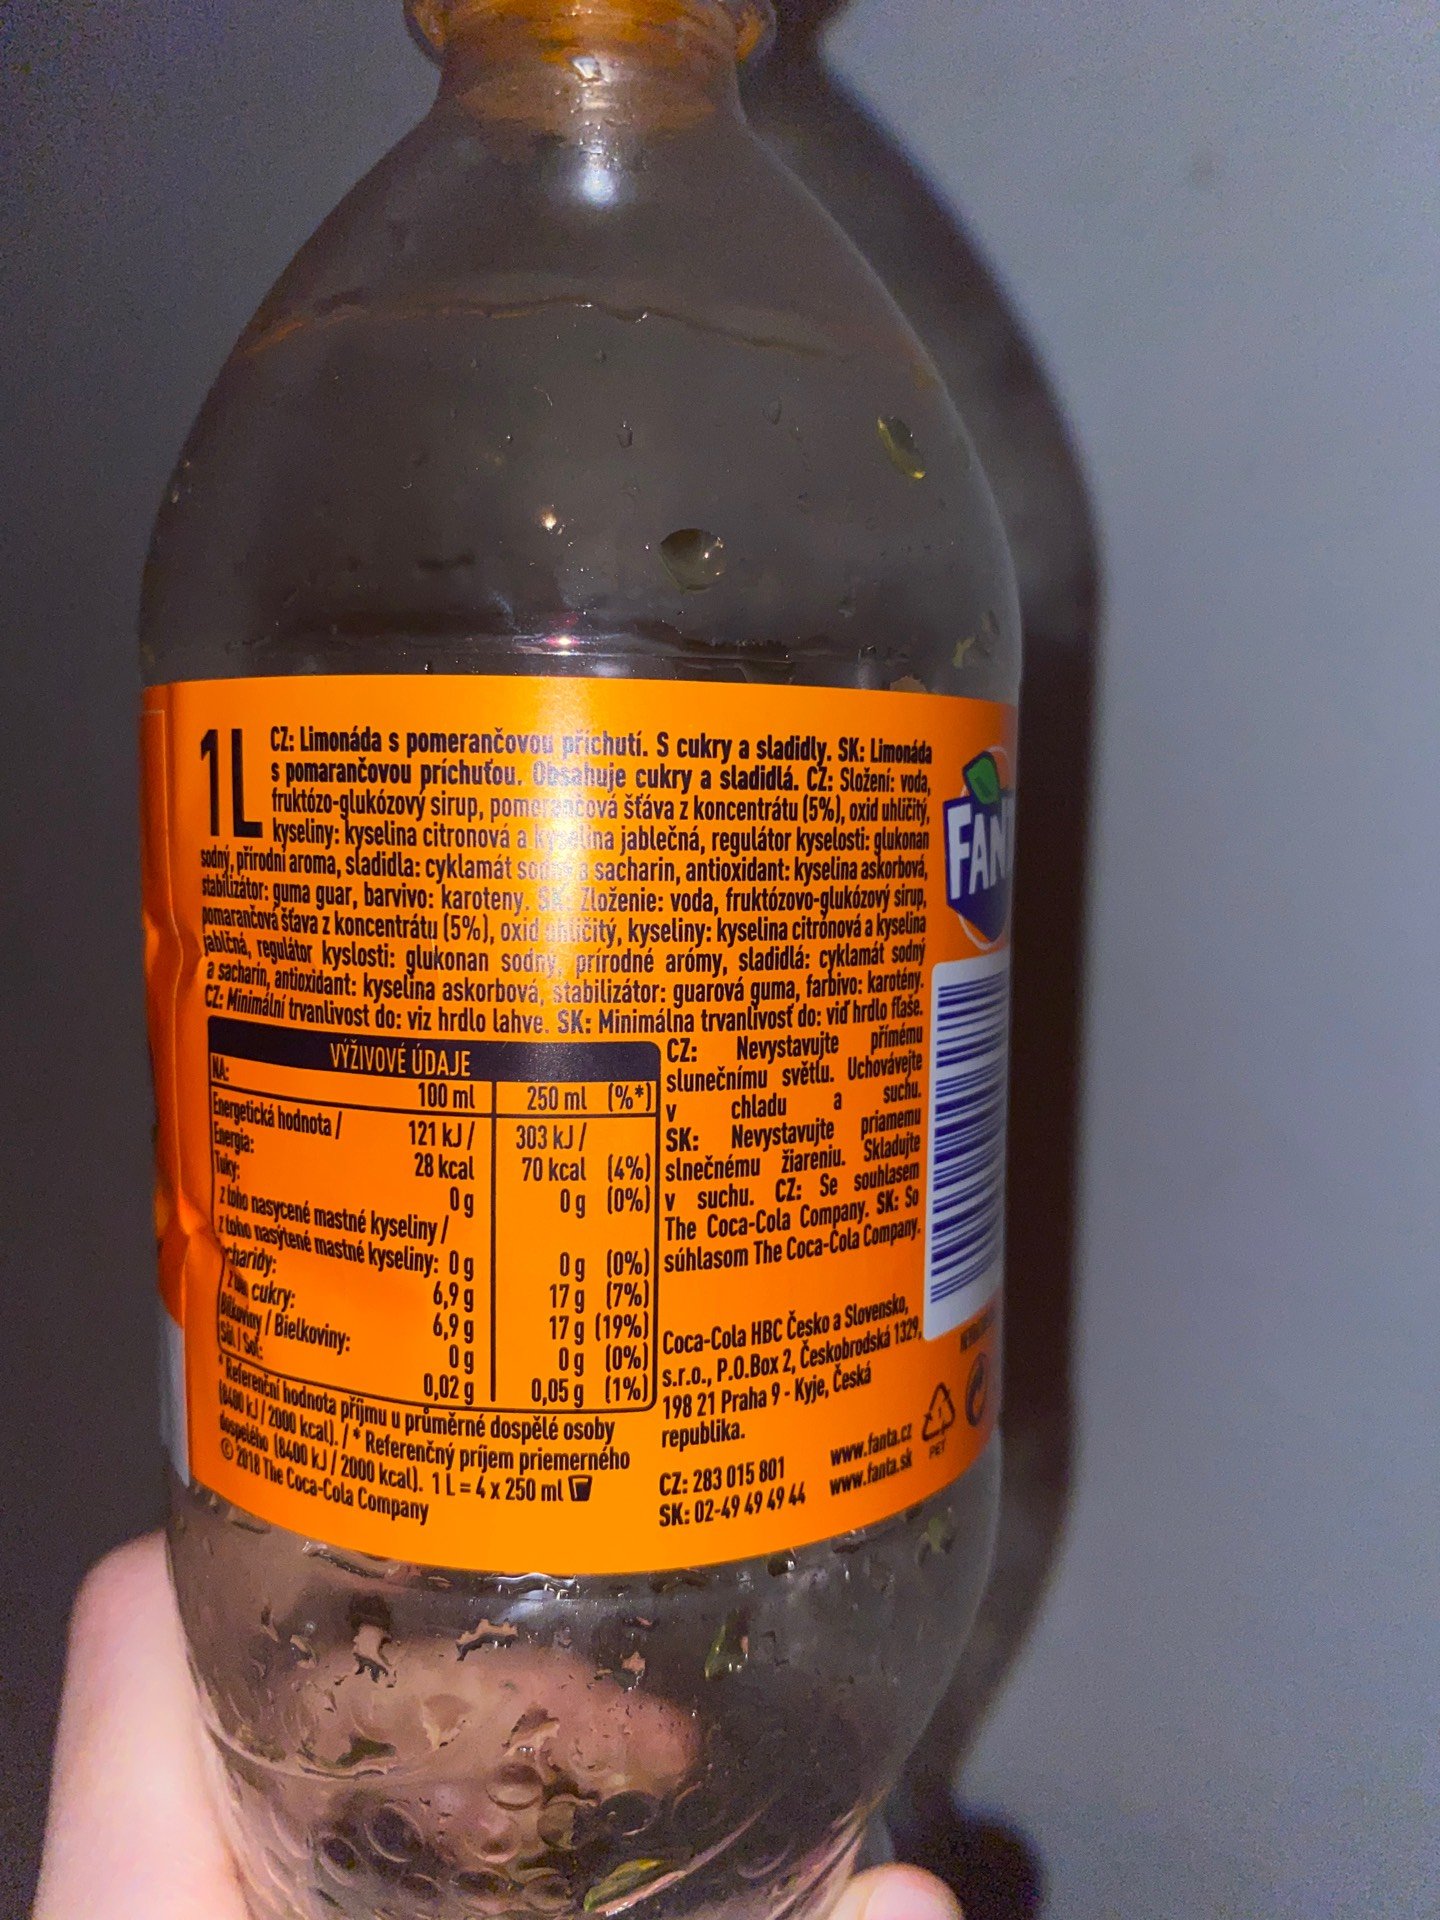 1L
CZ: Limonáda s pomerančovou příchutí. S cukry a sladidly. SK: Limonáda
s pomarančovou príchuťou. Obsahuje cukry a sladidlá. CZ: Složení: voda,
fruktózo-glukózový sirup, pomerančová šťáva z koncentrátu (5%), oxid uhličitý,
kyseliny: kyselina citronová a kyselina jablečná, regulátor kyselosti: glukonan
sodný, přírodní aroma, sladidla: cyklamát sodný a sacharin, antioxidant: kyselina askorbová,
stabilizátor: guma guar, barvivo: karoteny. SK: Zloženie: voda, fruktózovo-glukózový sirup,
pomarančová šťava z koncentrátu (5%), oxid uhličitý, kyseliny: kyselina citrónová a kyselina
jablčná, regulátor kyslosti: glukonan sodný, prírodné arómy, sladidlá: cyklamát sodný
a sacharin, antioxidant: kyselina askorbová, stabilizátor: guarová guma, farbivo: karotény.
CZ: Minimální trvanlivost do: viz hrdlo lahve. SK: Minimálna trvanlivosť do: viď hrdlo fľaše.
VÝŽIVOVÉ ÚDAJE
NA: 100 ml 250 ml (%*)
Energetická hodnota / 121 kJ / 303 kJ /
Energia: 28 kcal 70 kcal (4%)
Tuky: 0 g 0 g (0%)
z toho nasycené mastné kyseliny /
z toho nasýtené mastné kyseliny: 0 g 0 g (0%)
6,9 g 17 g (7%)
cukry: 6,9 g 17 g (19%)
Bílkoviny / Bielkoviny: 0 g 0 g (0%)
Sůl / Soľ: 0,02 g 0,05 g (1%)
* Referenční hodnota příjmu u průměrné dospělé osoby
(8400 kJ / 2000 kcal). / * Referenčný príjem priemerného
dospelého (8400 kJ / 2000 kcal). 1 L = 4 x 250 ml
© 2018 The Coca-Cola Company
CZ: Nevystavujte přímému
slunečnímu světlu. Uchovávejte
v chladu a suchu.
SK: Nevystavujte priamemu
slnečnému žiareniu. Skladujte
v suchu. CZ: Se souhlasem
The Coca-Cola Company. SK: So
súhlasom The Coca-Cola Company.
Coca-Cola HBC Česko a Slovensko,
s.r.o., P.O.Box 2, Českobrodská 1329,
198 21 Praha 9 - Kyje, Česká
republika.
CZ: 283 015 801
SK: 02-49 49 49 44
www.fanta.cz
www.fanta.sk
1
PET
FANT